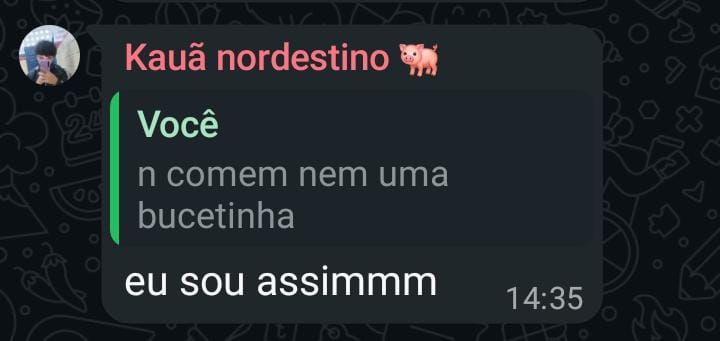 Kauã nordestino 🐷
Você
n comem nem uma
bucetinha
eu sou assimmm
14:35